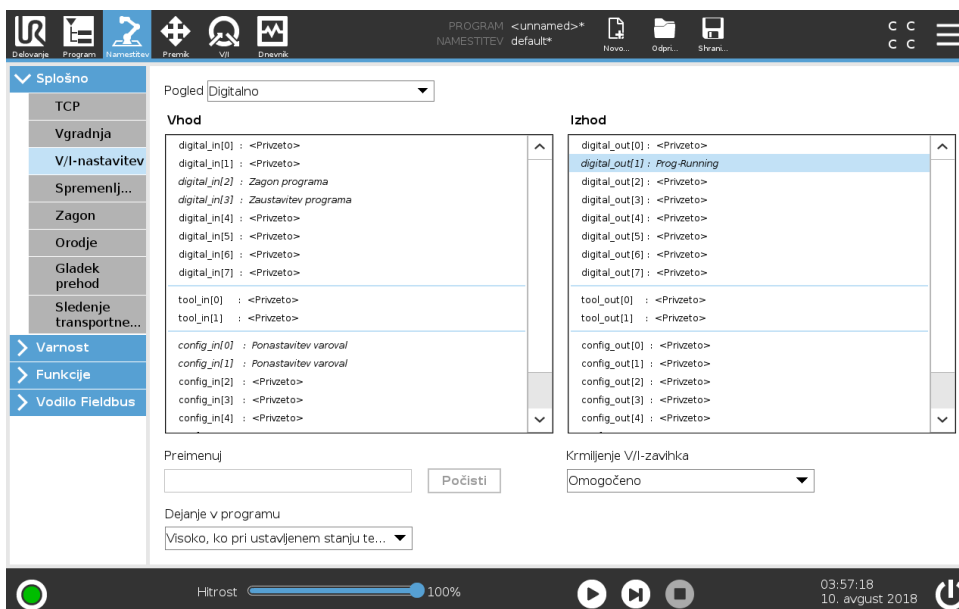 PROGRAM <unnamed>*
NAMESTITEV default*
UR
Delovanje Program Namestitev Premik V/I Dnevnik Novo... Odpri... Shrani...
C C
C C
Splošno
TCP
Vgradnja
V/I-nastavitev
Spremenlj...
Zagon
Orodje
Gladek
prehod
Sledenje
transportne...
Varnost
Funkcije
Vodilo Fieldbus
Pogled Digitalno
Vhod
digital_in[0] : <Privzeto>
digital_in[1] : <Privzeto>
digital_in[2] : Zagon programa
digital_in[3] : Zaustavitev programa
digital_in[4] : <Privzeto>
digital_in[5] : <Privzeto>
digital_in[6] : <Privzeto>
digital_in[7] : <Privzeto>
tool_in[0] : <Privzeto>
tool_in[1] : <Privzeto>
config_in[0] : Ponastavitev varoval
config_in[1] : Ponastavitev varoval
config_in[2] : <Privzeto>
config_in[3] : <Privzeto>
config_in[4] : <Privzeto>
Izhod
digital_out[0] : <Privzeto>
digital_out[1] : Prog-Running
digital_out[2] : <Privzeto>
digital_out[3] : <Privzeto>
digital_out[4] : <Privzeto>
digital_out[5] : <Privzeto>
digital_out[6] : <Privzeto>
digital_out[7] : <Privzeto>
tool_out[0] : <Privzeto>
tool_out[1] : <Privzeto>
config_out[0] : <Privzeto>
config_out[1] : <Privzeto>
config_out[2] : <Privzeto>
config_out[3] : <Privzeto>
config_out[4] : <Privzeto>
Preimenuj
Počisti
Krmiljenje V/I-zavihka
Omogočeno
Dejanje v programu
Visoko, ko pri ustavljenem stanju te...
Hitrost 100%
03:57:18
10. avgust 2018